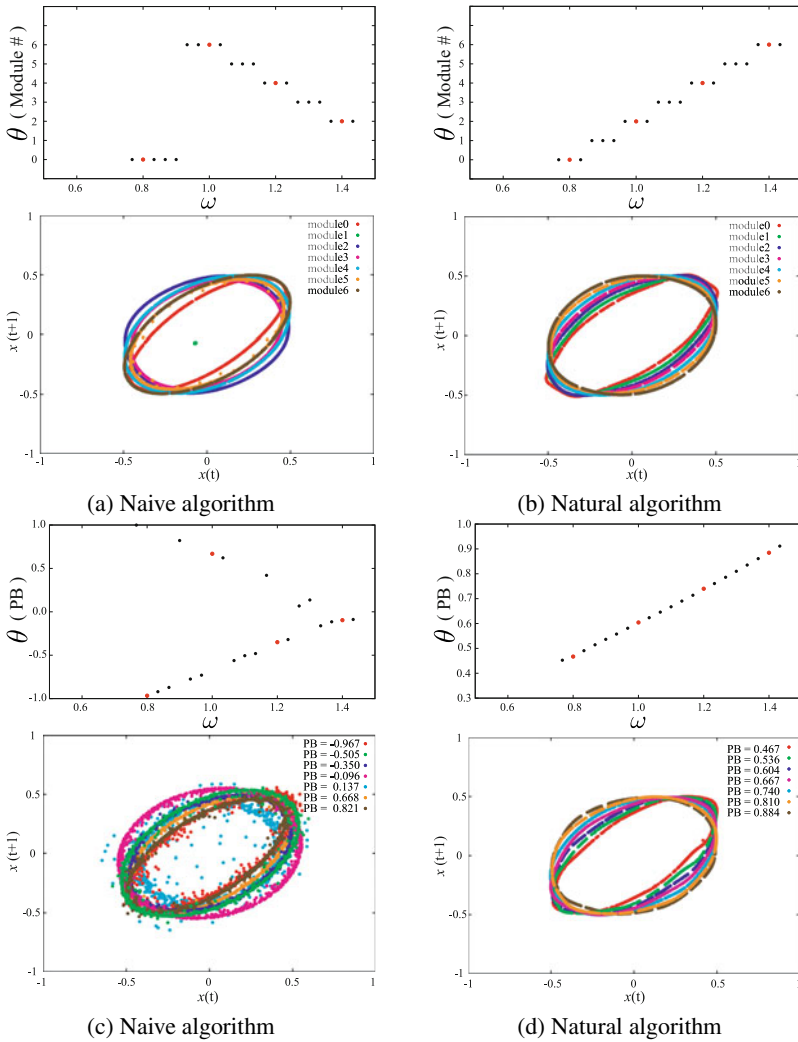 θ ( Module # )
6
5
4
3
2
1
0
0.6
0.8
1.0
1.2
1.4
ω
θ ( Module # )
6
5
4
3
2
1
0
0.6
0.8
1.0
1.2
1.4
ω
x (t+1)
1
0.5
0
-0.5
-1
module0
module1
module2
module3
module4
module5
module6
-1
-0.5
0
0.5
1
x(t)
x (t+1)
1
0.5
0
-0.5
-1
module0
module1
module2
module3
module4
module5
module6
-1
-0.5
0
0.5
1
x(t)
(a) Naive algorithm
(b) Natural algorithm
θ ( PB )
1.0
0.5
0.0
-0.5
-1.0
0.6
0.8
1.0
1.2
1.4
ω
θ ( PB )
1.0
0.9
0.8
0.7
0.6
0.5
0.4
0.3
0.6
0.8
1.0
1.2
1.4
ω
x (t+1)
1
0.5
0
-0.5
-1
PB = -0.967
PB = -0.505
PB = -0.350
PB = -0.096
PB = 0.137
PB = 0.668
PB = 0.821
-1
-0.5
0
0.5
1
x(t)
x (t+1)
1
0.5
0
-0.5
-1
PB = 0.467
PB = 0.536
PB = 0.604
PB = 0.667
PB = 0.740
PB = 0.810
PB = 0.884
-1
-0.5
0
0.5
1
x(t)
(c) Naive algorithm
(d) Natural algorithm